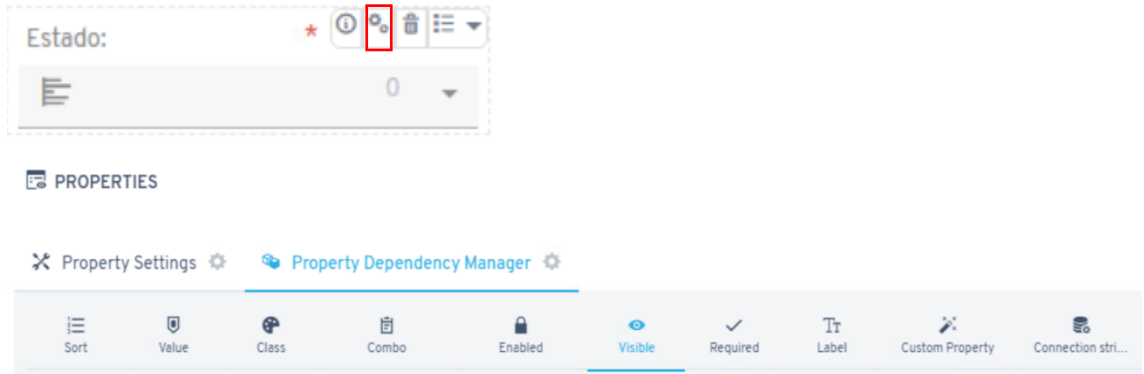 Estado: *
0
PROPERTIES
Property Settings Property Dependency Manager
Sort Value Class Combo Enabled Visible Required Label Custom Property Connection stri...